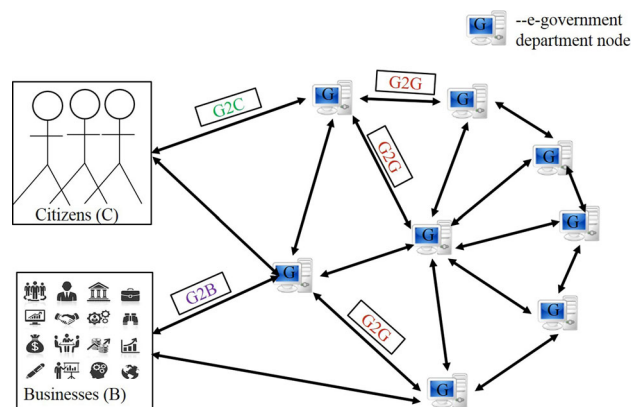 G
--e-government
department node
G
G2G
G
G2C
G2G
G
Citizens (C)
G
G
G
G2B
G2G
G
G
Businesses (B)